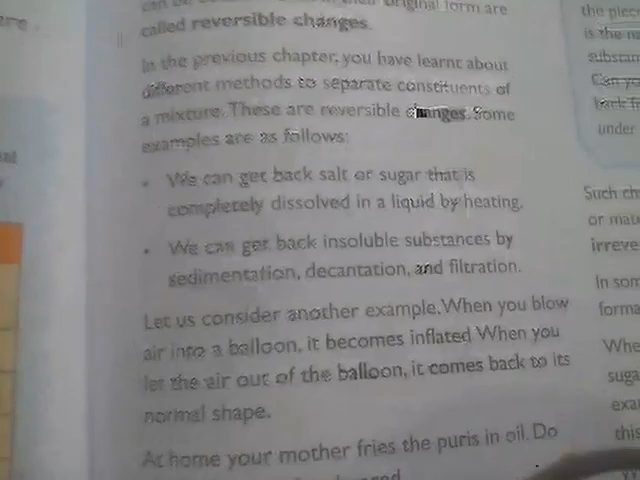 original form are
called reversible changes.
In the previous chapter, you have learnt about
different methods to separate constituents of
a mixture. These are reversible changes. Some
examples are as follows:
• We can get back salt or sugar that is
completely dissolved in a liquid by heating.
• We can get back insoluble substances by
sedimentation, decantation, and filtration.
Let us consider another example. When you blow
air into a balloon, it becomes inflated When you
let the air out of the balloon, it comes back to its
normal shape.
At home your mother fries the puris in oil. Do
the piec
is the
substan
under
Such ch
or mat
irreve
In som
forma
Whe
suga
exa
this